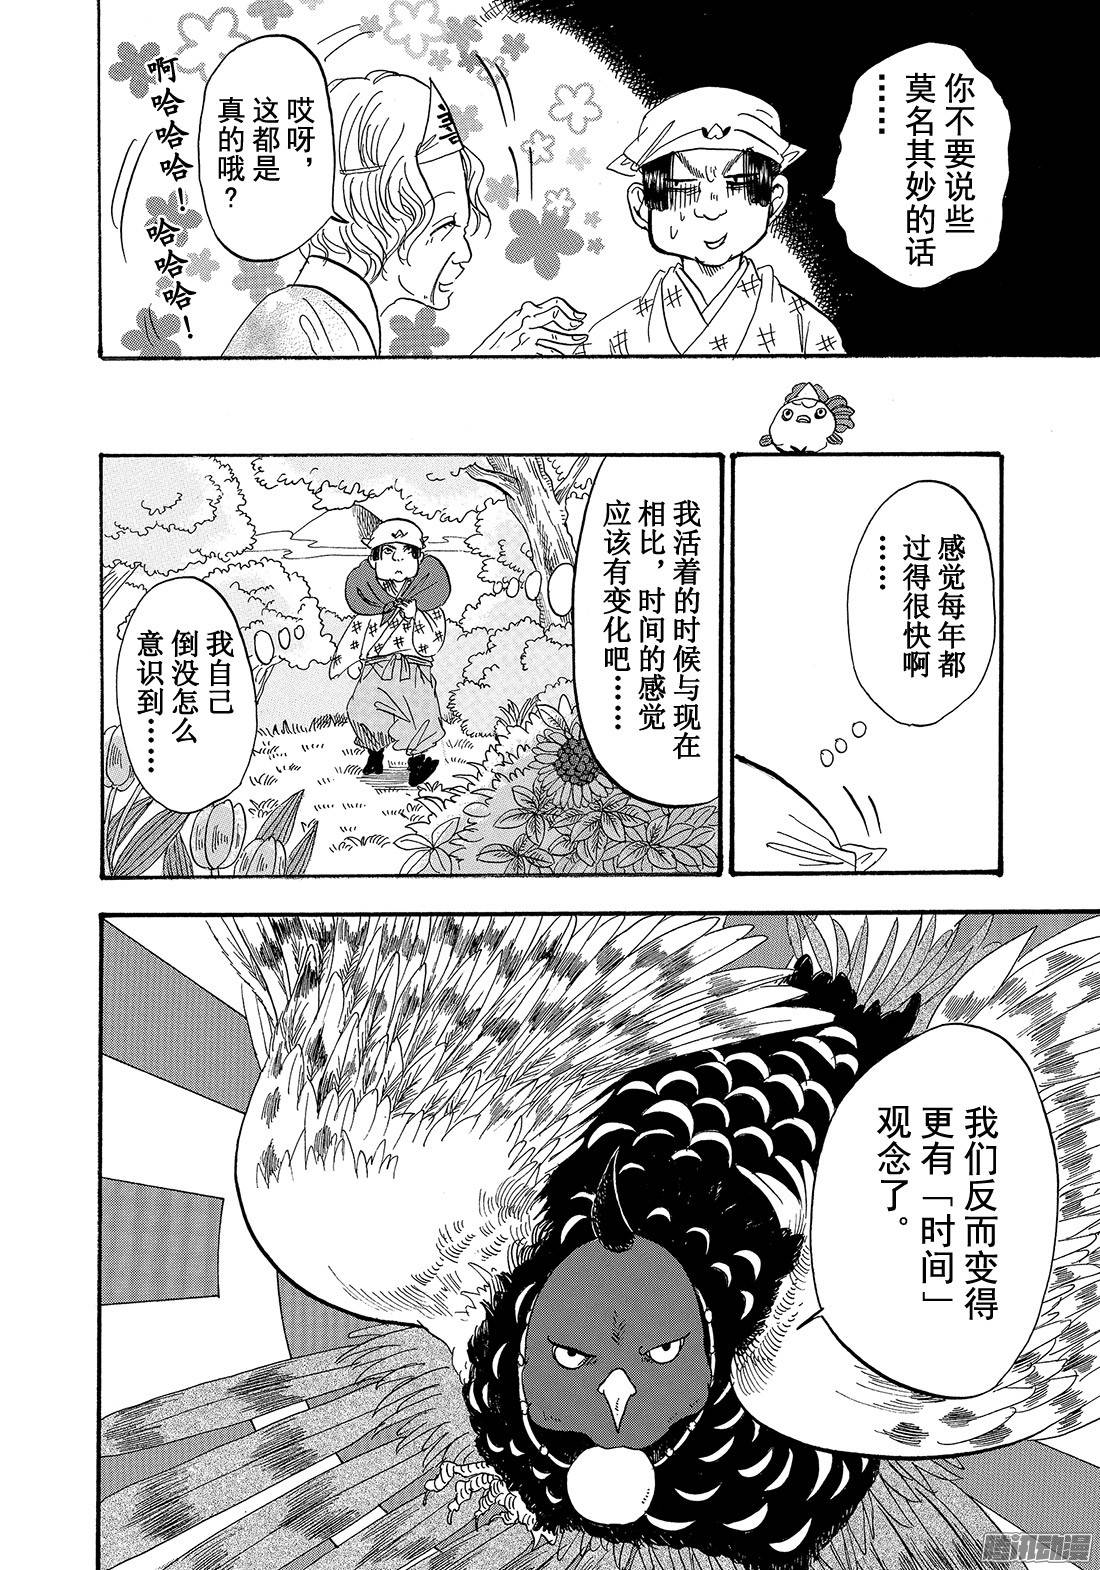 你不要说些
莫名其妙的话
……
哎呀，
这都是
真的哦？
啊哈哈哈！哈哈哈！
感觉每年都
过得很快啊
……
我活着的时候与现在
相比，时间的感觉
应该有变化吧……
我自己
倒没怎么
意识到……
我们反而变得
更有「时间」
观念了。
腾讯动漫